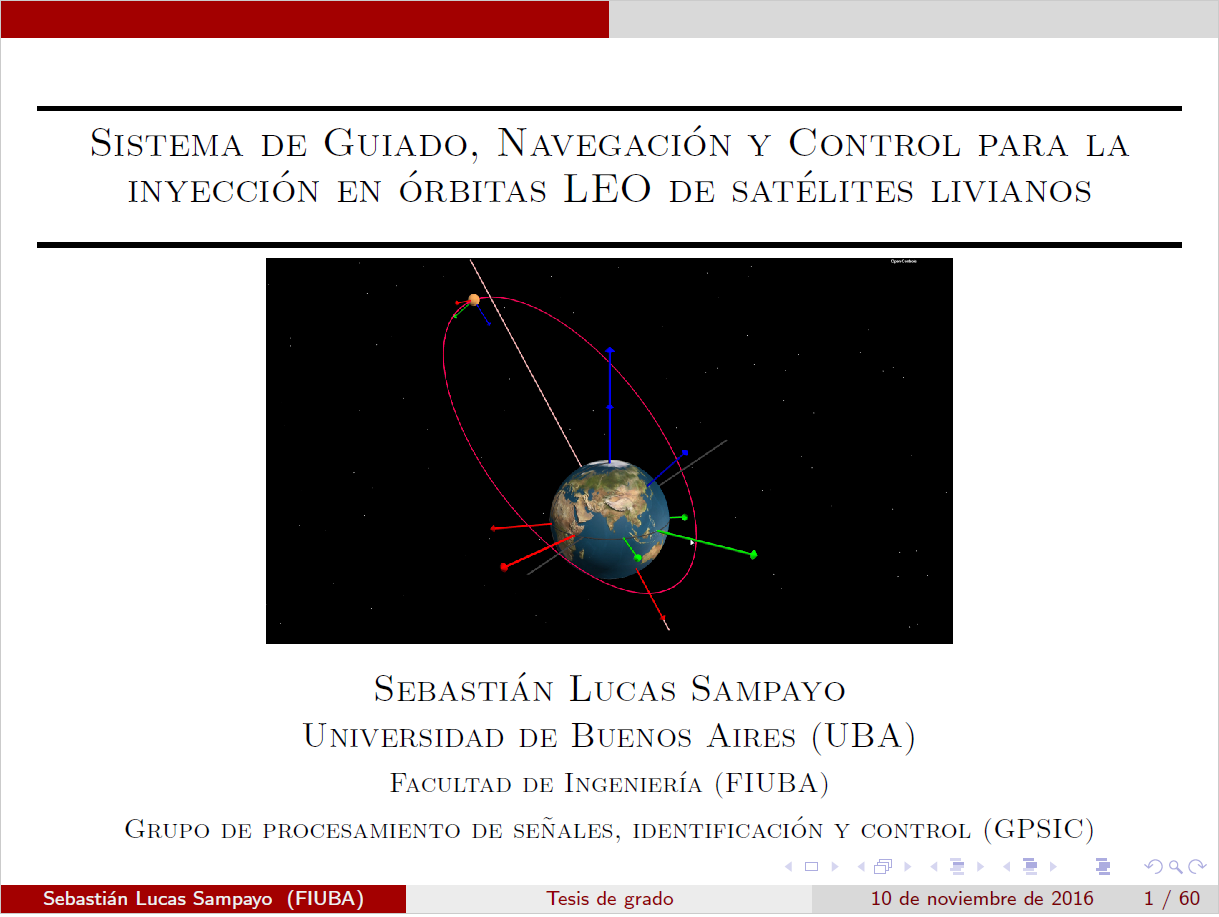 Sistema de Guiado, Navegación y Control para la
inyección en órbitas LEO de satélites livianos
Sebastián Lucas Sampayo
Universidad de Buenos Aires (UBA)
Facultad de Ingeniería (FIUBA)
Grupo de procesamiento de señales, identificación y control (GPSIC)
Sebastián Lucas Sampayo (FIUBA) Tesis de grado 10 de noviembre de 2016 1 / 60